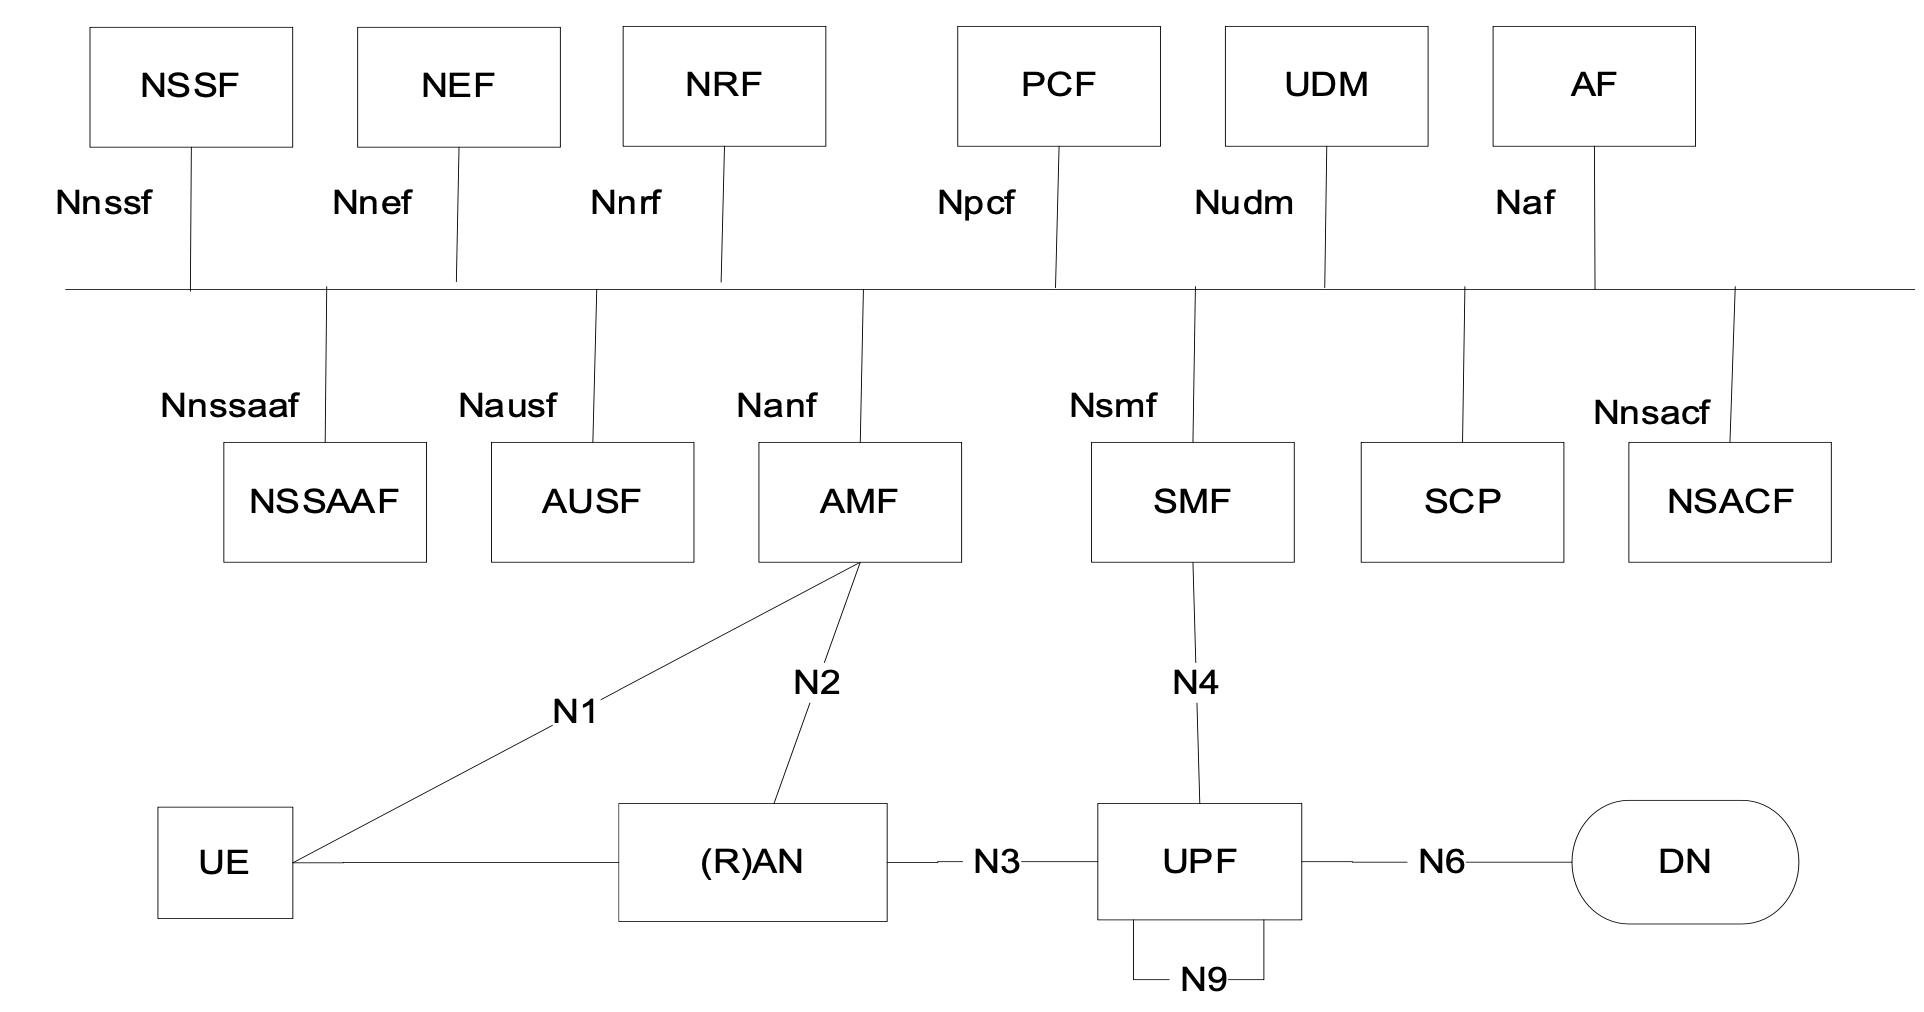 NSSF NEF NRF PCF UDM AF
Nnssf Nnef Nnrf Npcf Nudm Naf
Nnssaaf Nausf Nanf Nsmf Nnsacf
NSSAAF AUSF AMF SMF SCP NSACF
N1 N2 N4
UE (R)AN N3 UPF N6 DN
N9